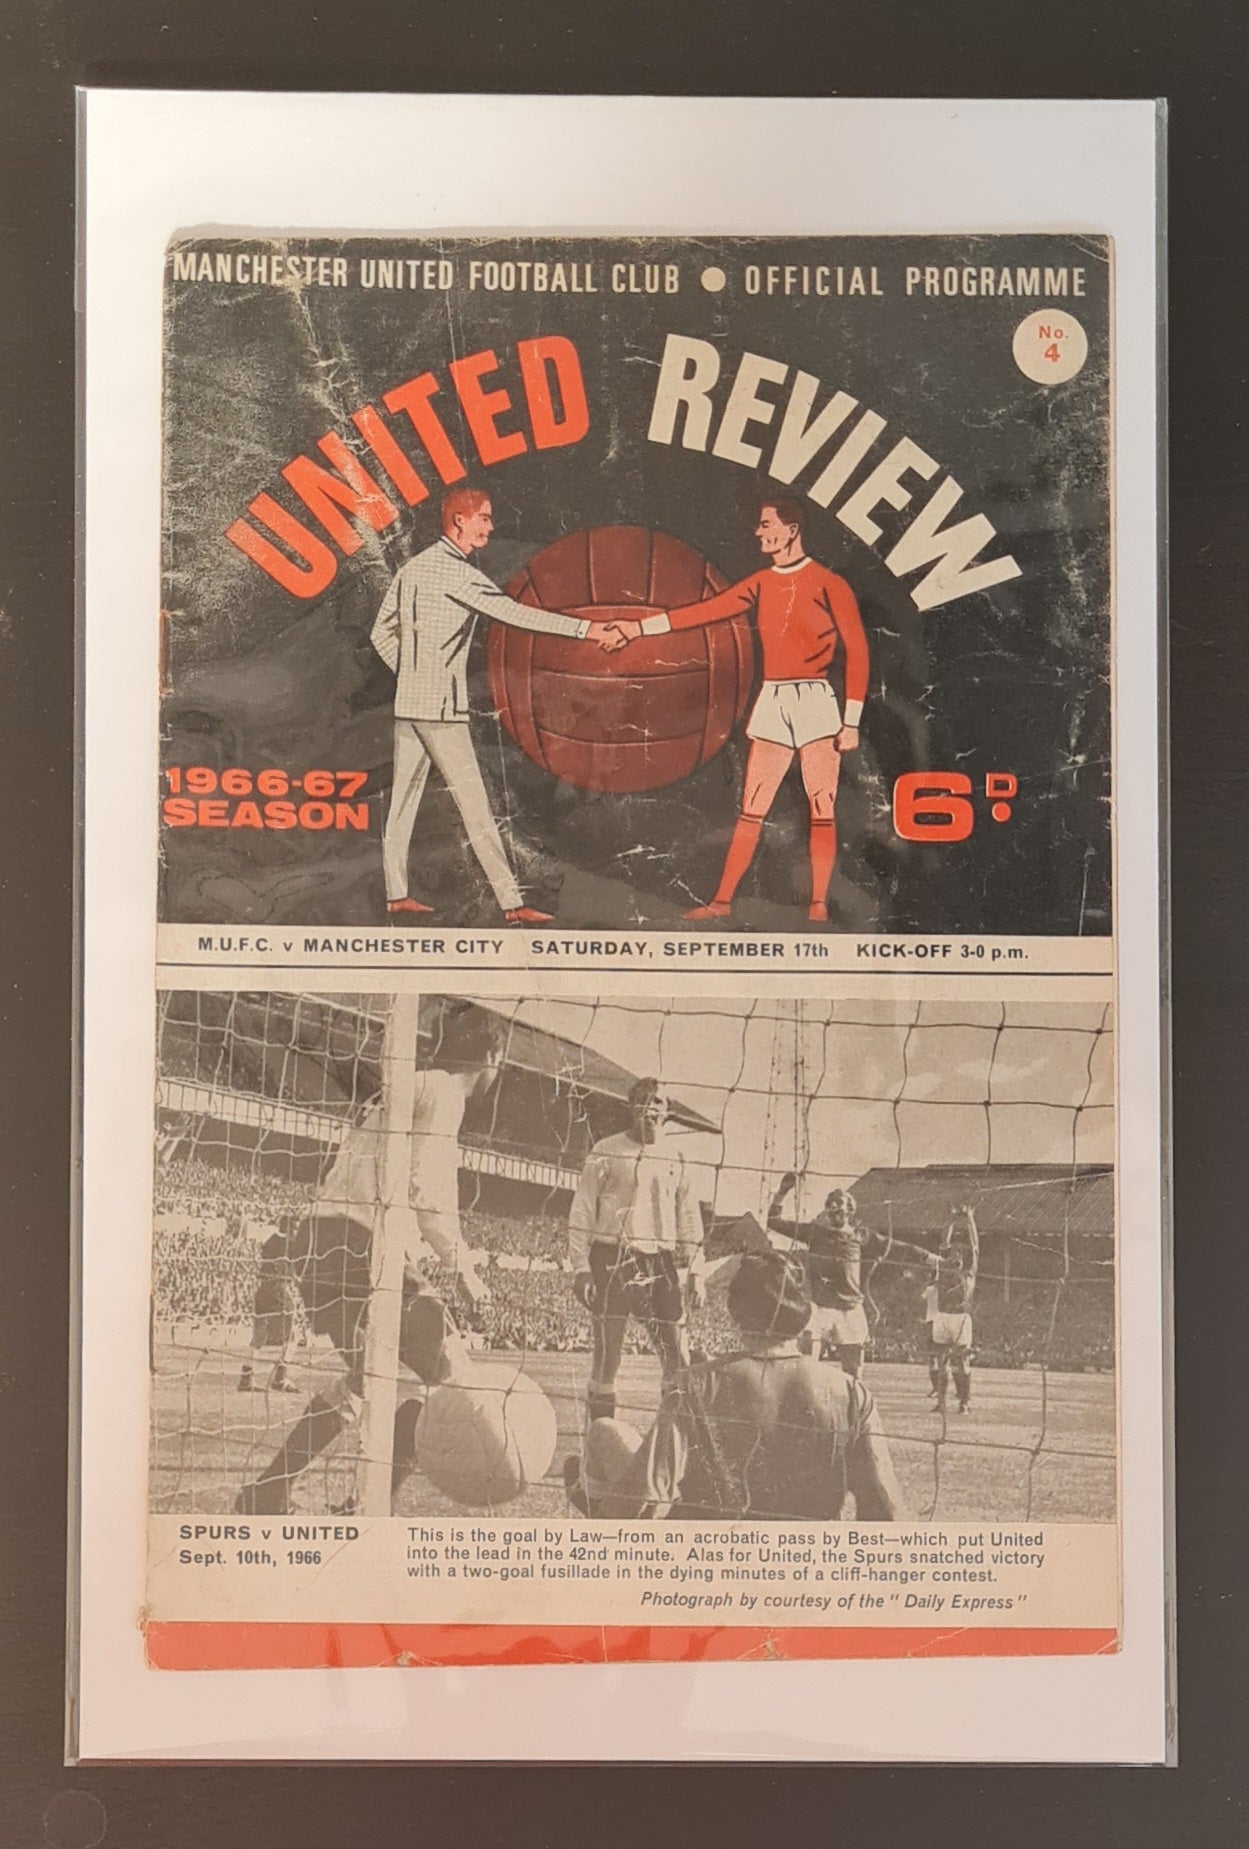 MANCHESTER UNITED FOOTBALL CLUB ● OFFICIAL PROGRAMME
No.
4
UNITED REVIEW
1966-67
SEASON
6D.
M.U.F.C. v MANCHESTER CITY SATURDAY, SEPTEMBER 17th KICK-OFF 3-0 p.m.
SPURS v UNITED
Sept. 10th, 1966
This is the goal by Law—from an acrobatic pass by Best—which put United
into the lead in the 42nd minute. Alas for United, the Spurs snatched victory
with a two-goal fusillade in the dying minutes of a cliff-hanger contest.
Photograph by courtesy of the " Daily Express "